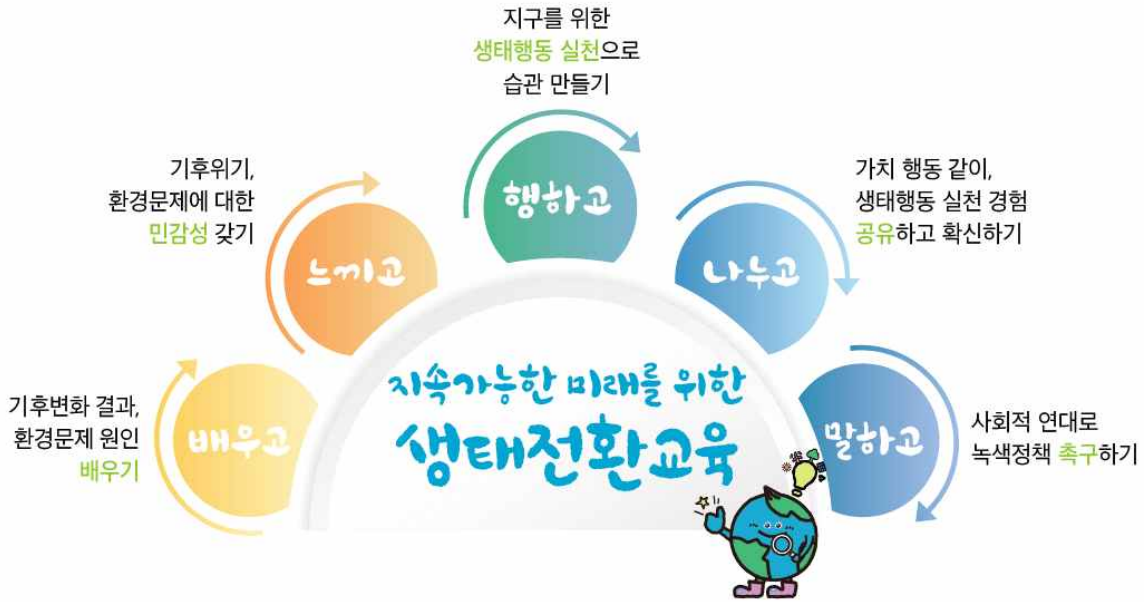 지구를 위한
생태행동 실천으로
습관 만들기
행하고
기후위기,
환경문제에 대한
민감성 갖기
느끼고
가치 행동 같이,
생태행동 실천 경험
공유하고 확신하기
나누고
기후변화 결과,
환경문제 원인
배우기
배우고
사회적 연대로
녹색정책 촉구하기
말하고
지속가능한 미래를 위한
생태전환교육